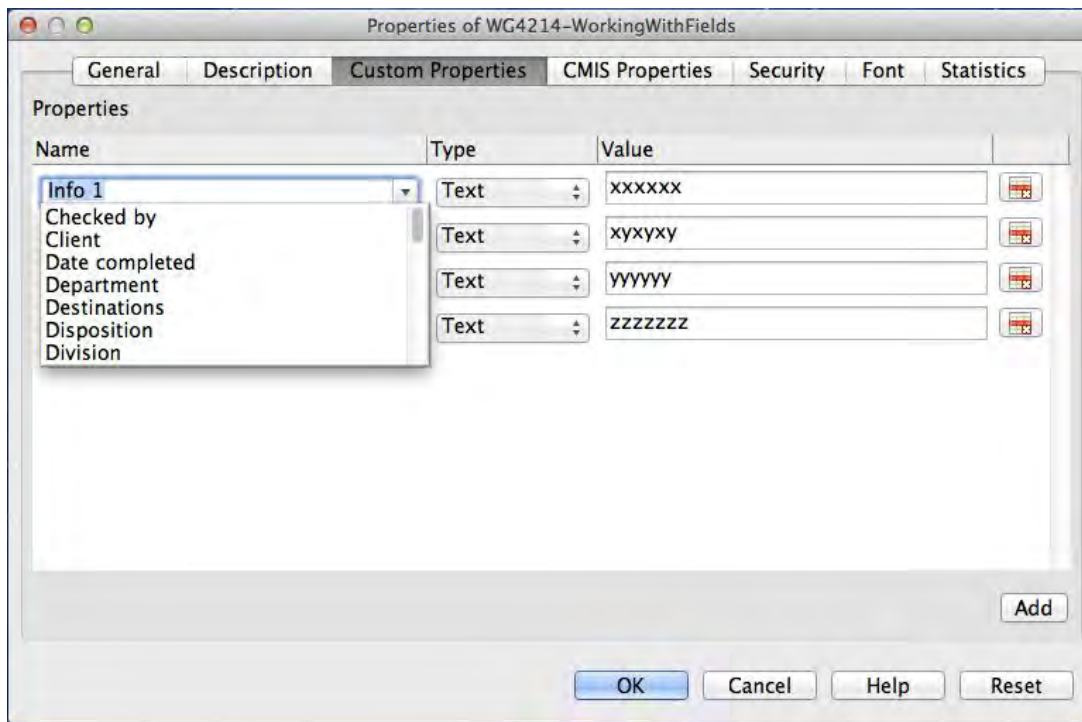 Properties of WG4214-WorkingWithFields
General Description Custom Properties CMIS Properties Security Font Statistics
Properties
Name Type Value
Info 1 Text xxxxxx
Checked by
Client Text xyxyxy
Date completed
Department Text yyyyyy
Destinations
Disposition Text zzzzzzz
Division
Add
OK Cancel Help Reset